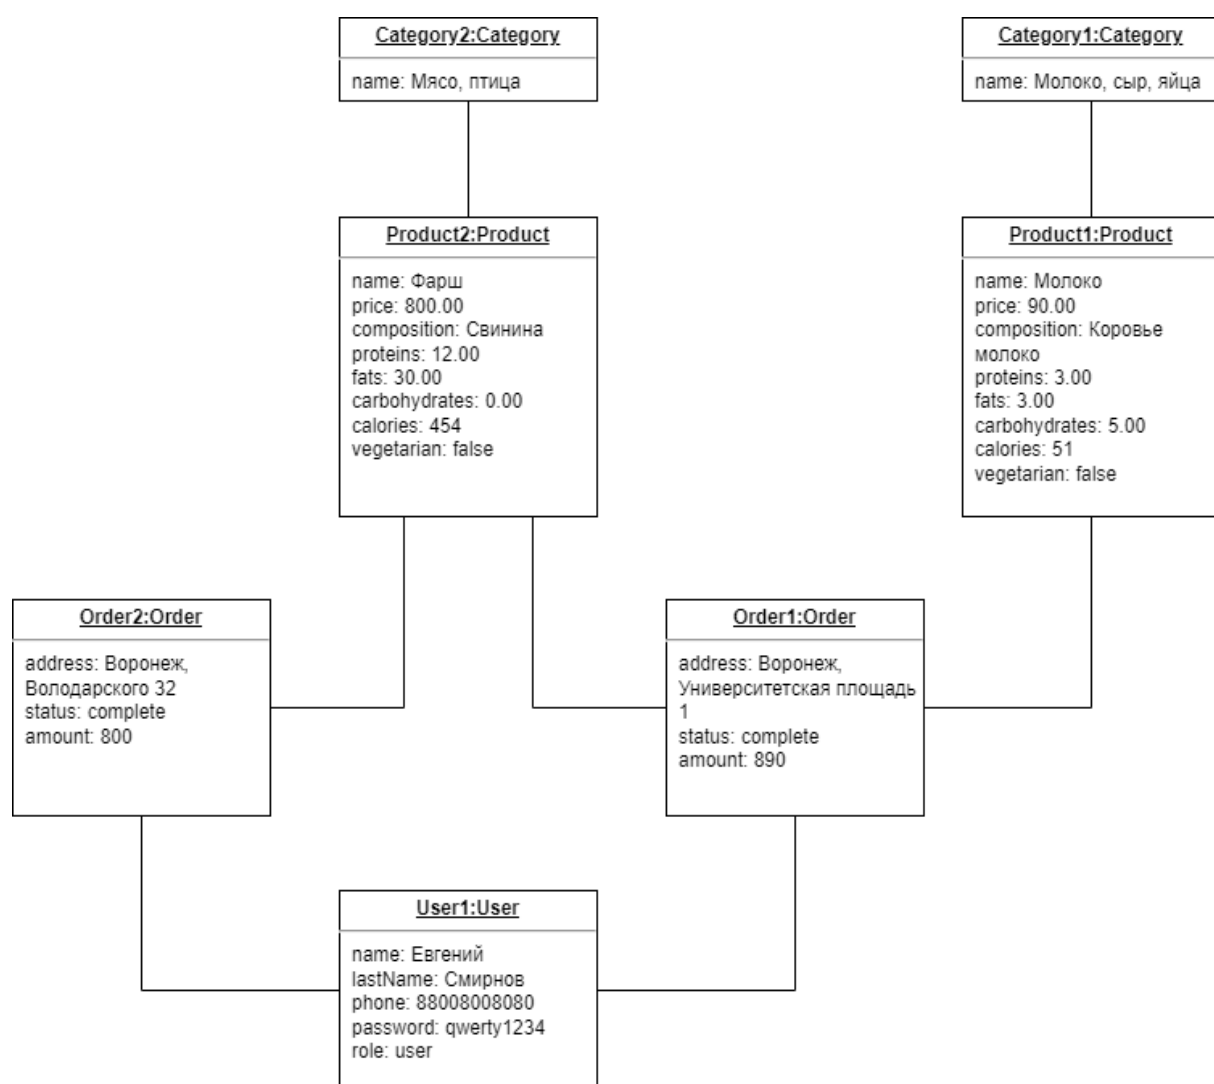 Category2:Category
name: Мясо, птица
Category1:Category
name: Молоко, сыр, яйца
Product2:Product
name: Фарш
price: 800.00
composition: Свинина
proteins: 12.00
fats: 30.00
carbohydrates: 0.00
calories: 454
vegetarian: false
Product1:Product
name: Молоко
price: 90.00
composition: Коровье
молоко
proteins: 3.00
fats: 3.00
carbohydrates: 5.00
calories: 51
vegetarian: false
Order2:Order
address: Воронеж,
Володарского 32
status: complete
amount: 800
Order1:Order
address: Воронеж,
Университетская площадь
1
status: complete
amount: 890
User1:User
name: Евгений
lastName: Смирнов
phone: 88008008080
password: qwerty1234
role: user